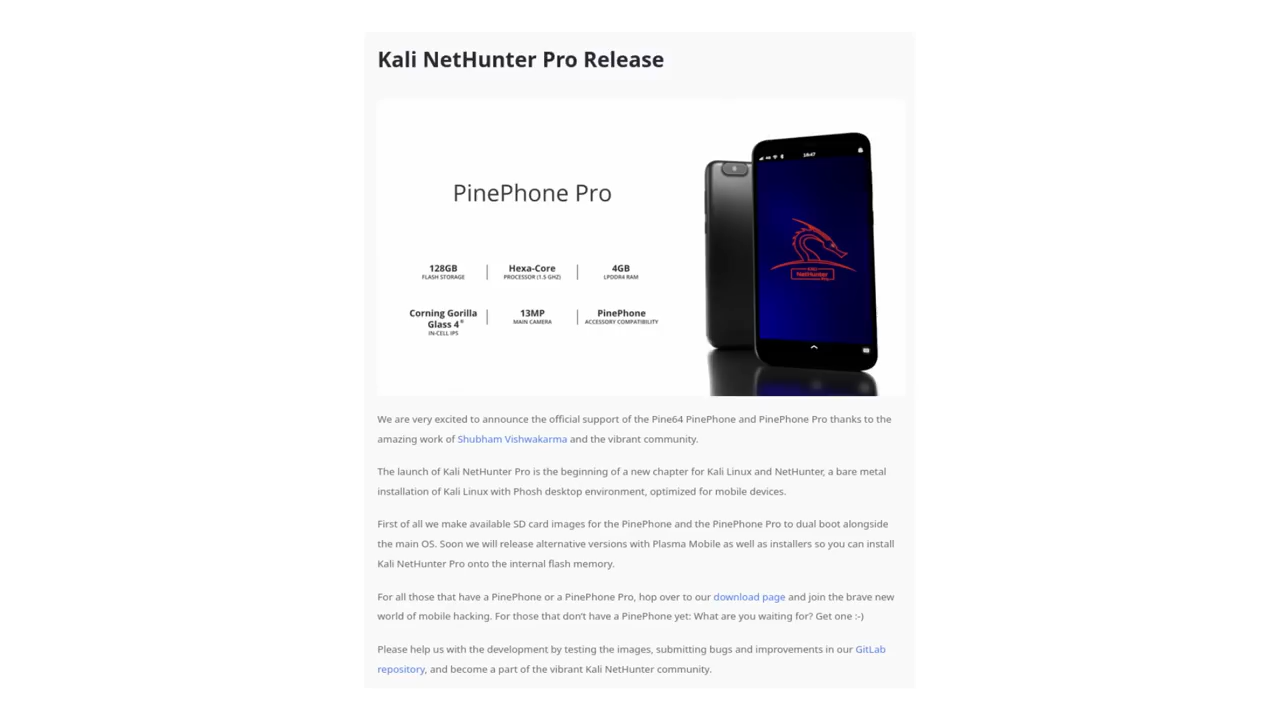 Kali NetHunter Pro Release
4G
18:47
PinePhone Pro
128GB
FLASH STORAGE
Hexa-Core
PROCESSOR (1.5 GHZ)
4GB
LPDDR4 RAM
Corning Gorilla
Glass 4®
IN-CELL IPS
13MP
MAIN CAMERA
PinePhone
ACCESSORY COMPATIBILITY
KALI
NetHunter
Pro
We are very excited to announce the official support of the Pine64 PinePhone and PinePhone Pro thanks to the
amazing work of Shubham Vishwakarma and the vibrant community.
The launch of Kali NetHunter Pro is the beginning of a new chapter for Kali Linux and NetHunter, a bare metal
installation of Kali Linux with Phosh desktop environment, optimized for mobile devices.
First of all we make available SD card images for the PinePhone and the PinePhone Pro to dual boot alongside
the main OS. Soon we will release alternative versions with Plasma Mobile as well as installers so you can install
Kali NetHunter Pro onto the internal flash memory.
For all those that have a PinePhone or a PinePhone Pro, hop over to our download page and join the brave new
world of mobile hacking. For those that don’t have a PinePhone yet: What are you waiting for? Get one :-)
Please help us with the development by testing the images, submitting bugs and improvements in our GitLab
repository, and become a part of the vibrant Kali NetHunter community.